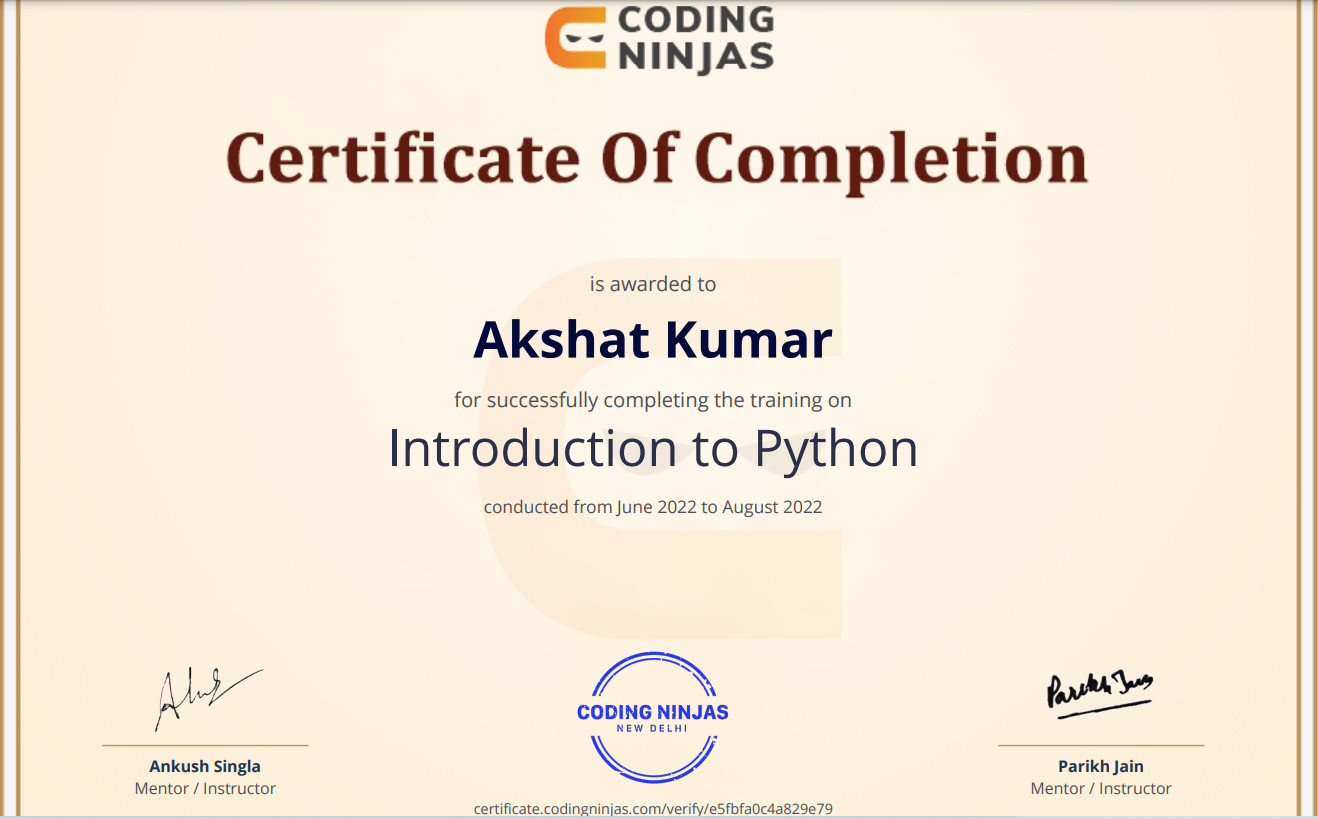 CODING
NINJAS
Certificate Of Completion
is awarded to
Akshat Kumar
for successfully completing the training on
Introduction to Python
conducted from June 2022 to August 2022
Parikh Jain
CODING NINJAS
NEW DELHI
Ankush Singla
Mentor / Instructor
Parikh Jain
Mentor / Instructor
certificate.codingninjas.com/verify/e5fbfa0c4a829e79